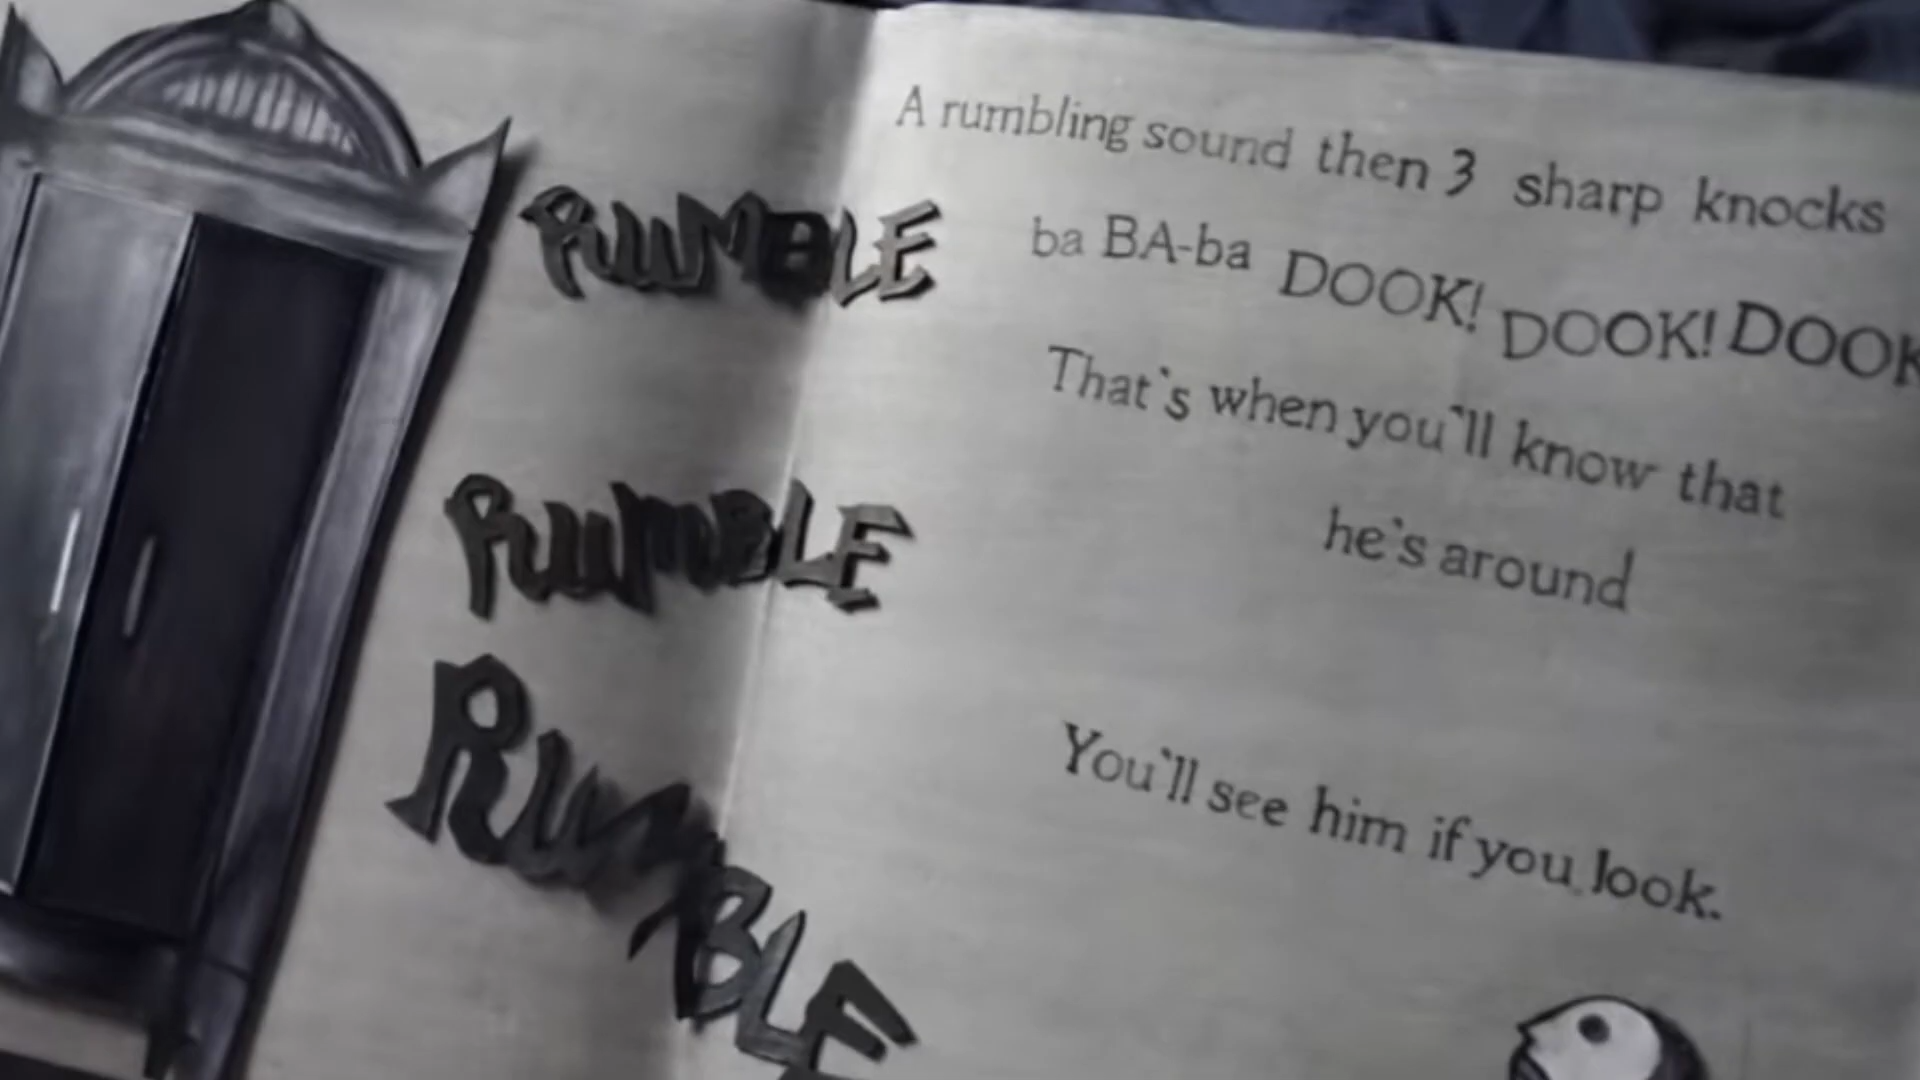 RUMBLE
RUMBLE
RUMBLE
A rumbling sound then 3 sharp knocks
ba BA-ba DOOK! DOOK! DOOK
That's when you'll know that
he's around
You'll see him if you look.